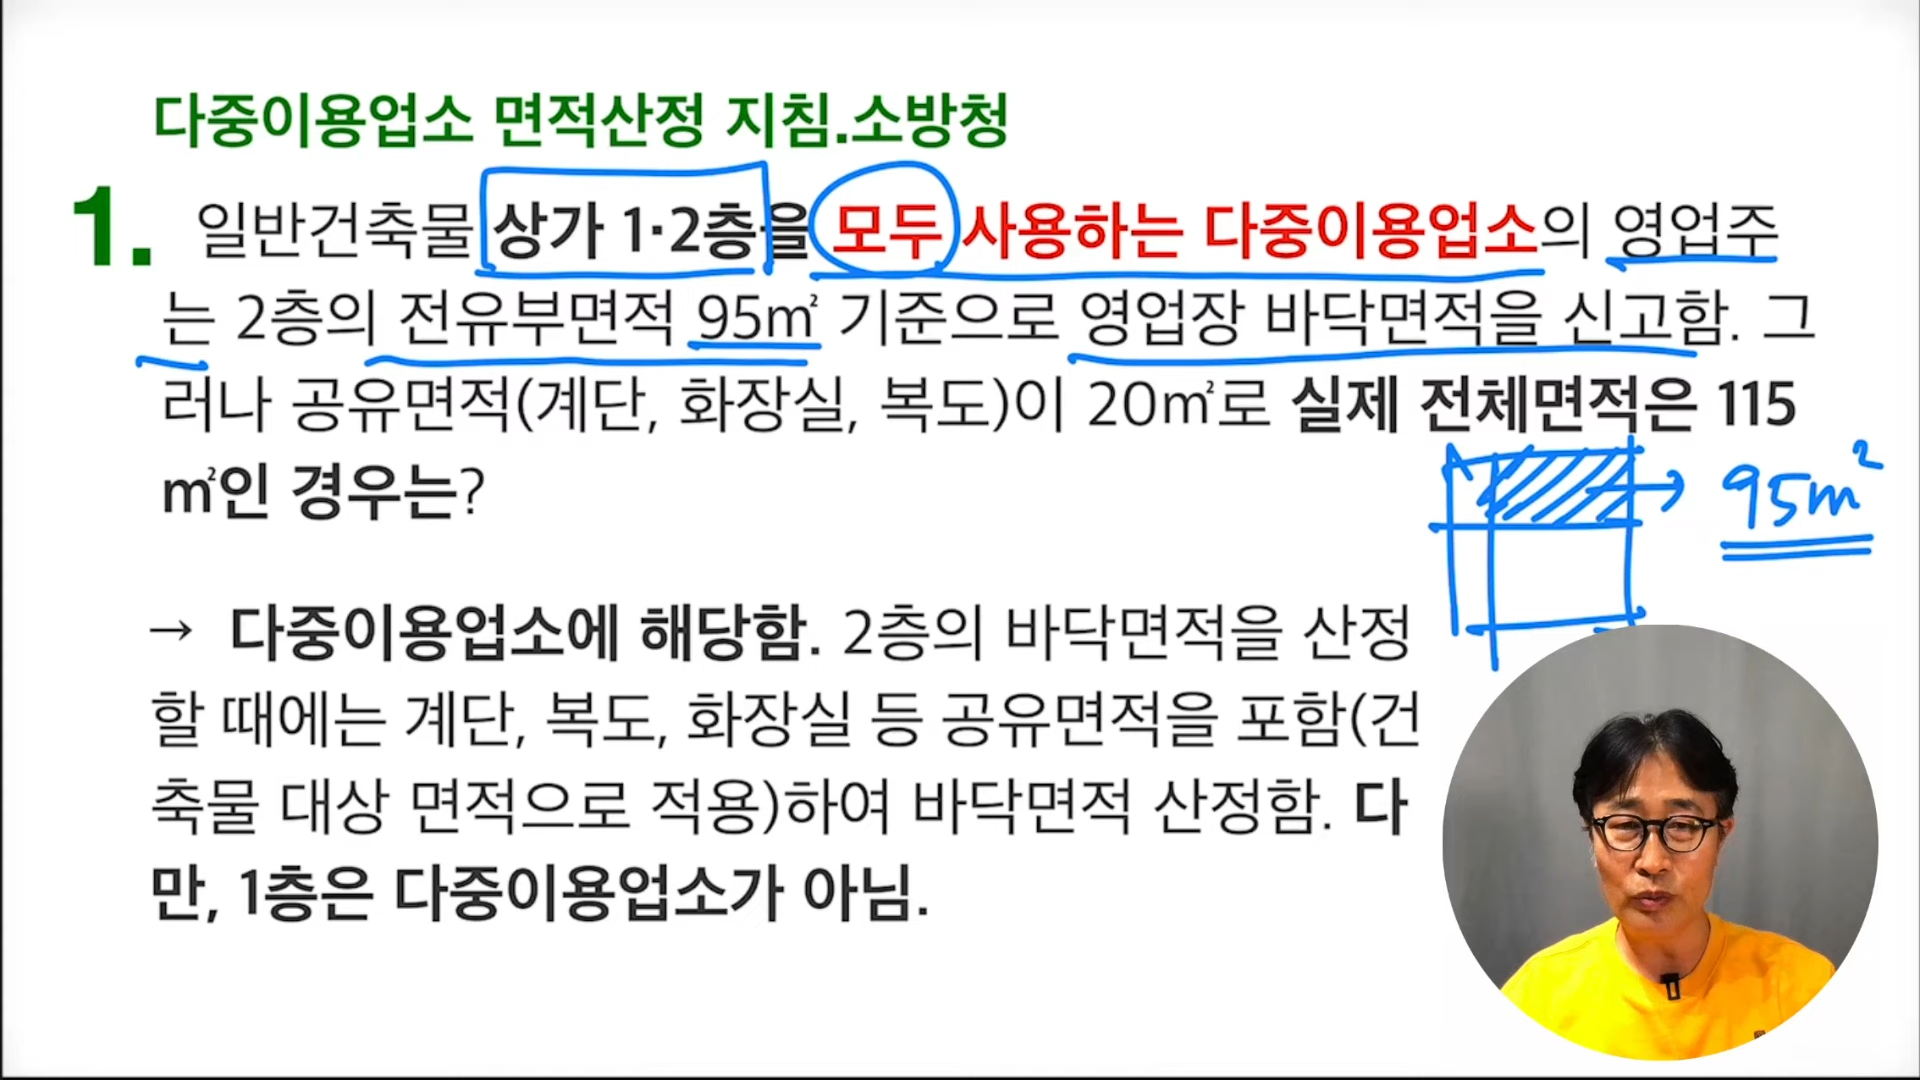 다중이용업소 면적산정 지침.소방청
1. 일반건축물 상가 1·2층을 모두 사용하는 다중이용업소의 영업주
는 2층의 전유부면적 95㎡ 기준으로 영업장 바닥면적을 신고함. 그
러나 공유면적(계단, 화장실, 복도)이 20㎡로 실제 전체면적은 115
㎡인 경우는?
95m²
→ 다중이용업소에 해당함. 2층의 바닥면적을 산정
할 때에는 계단, 복도, 화장실 등 공유면적을 포함(건
축물 대상 면적으로 적용)하여 바닥면적 산정함. 다
만, 1층은 다중이용업소가 아님.